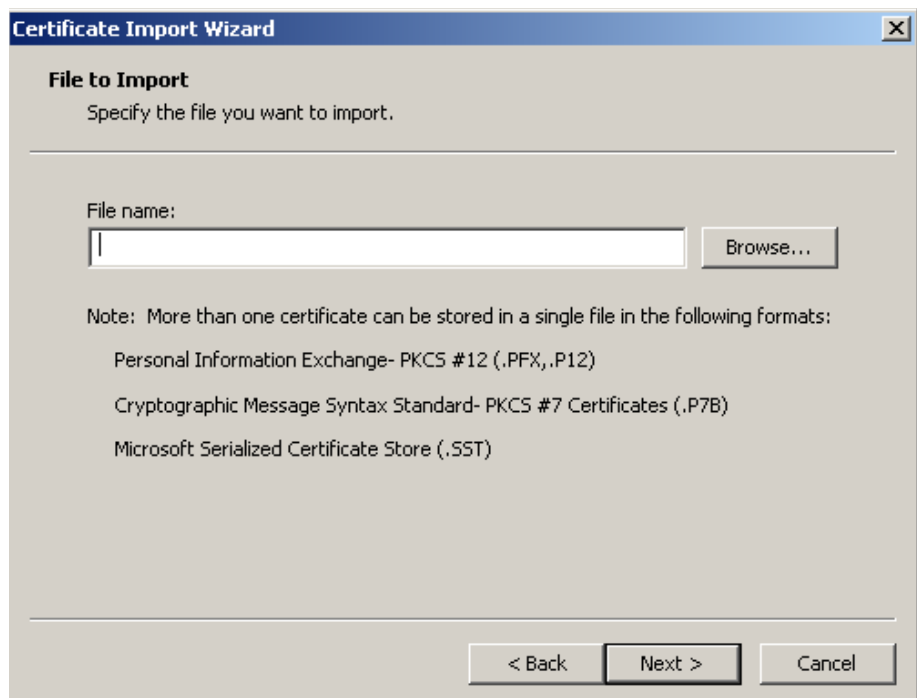 Certificate Import Wizard
File to Import
Specify the file you want to import.
File name:
Browse...
Note: More than one certificate can be stored in a single file in the following formats:
Personal Information Exchange- PKCS #12 (.PFX,.P12)
Cryptographic Message Syntax Standard- PKCS #7 Certificates (.P7B)
Microsoft Serialized Certificate Store (.SST)
< Back Next > Cancel